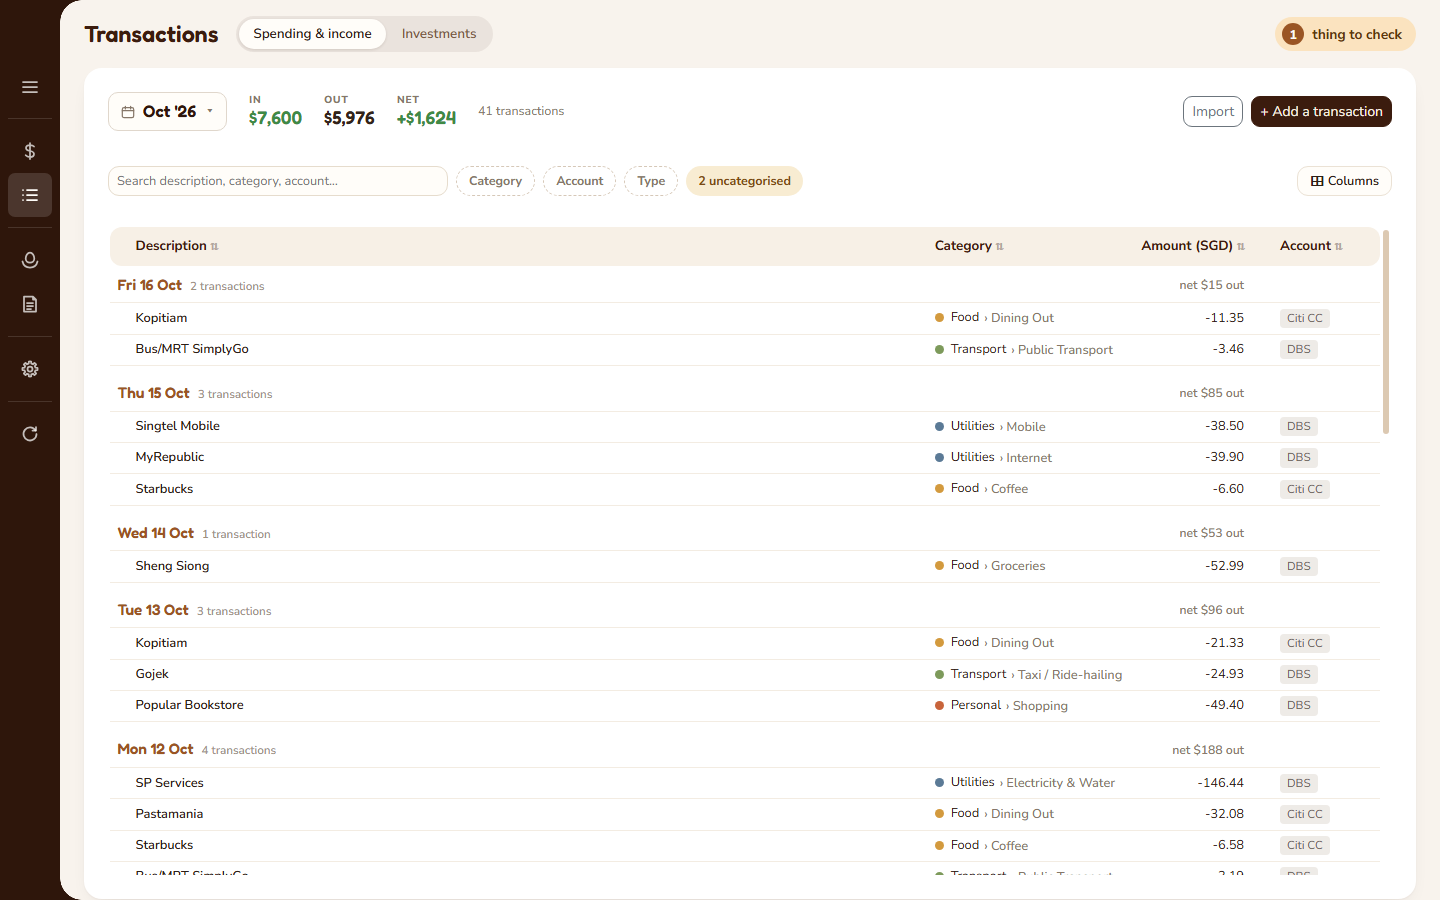 Transactions
Spending & income
Investments
1 thing to check
Oct '26
IN
$7,600
OUT
$5,976
NET
+$1,624
41 transactions
Import
+ Add a transaction
Search description, category, account...
Category
Account
Type
2 uncategorised
Columns
Description Category Amount (SGD) Account
Fri 16 Oct 2 transactions net $15 out
Kopitiam Food › Dining Out -11.35 Citi CC
Bus/MRT SimplyGo Transport › Public Transport -3.46 DBS
Thu 15 Oct 3 transactions net $85 out
Singtel Mobile Utilities › Mobile -38.50 DBS
MyRepublic Utilities › Internet -39.90 DBS
Starbucks Food › Coffee -6.60 Citi CC
Wed 14 Oct 1 transaction net $53 out
Sheng Siong Food › Groceries -52.99 DBS
Tue 13 Oct 3 transactions net $96 out
Kopitiam Food › Dining Out -21.33 Citi CC
Gojek Transport › Taxi / Ride-hailing -24.93 DBS
Popular Bookstore Personal › Shopping -49.40 DBS
Mon 12 Oct 4 transactions net $188 out
SP Services Utilities › Electricity & Water -146.44 DBS
Pastamania Food › Dining Out -32.08 Citi CC
Starbucks Food › Coffee -6.58 Citi CC
Bus/MRT SimplyGo Transport › Public Transport DBS